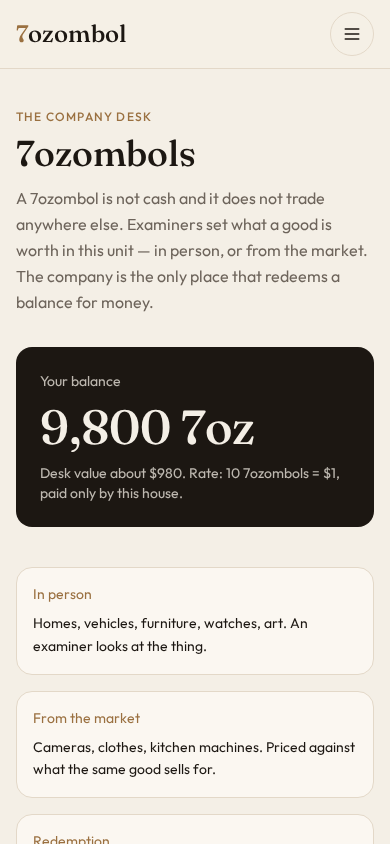 7ozombol
THE COMPANY DESK
7ozombols
A 7ozombol is not cash and it does not trade
anywhere else. Examiners set what a good is
worth in this unit — in person, or from the market.
The company is the only place that redeems a
balance for money.
Your balance
9,800 7oz
Desk value about $980. Rate: 10 7ozombols = $1,
paid only by this house.
In person
Homes, vehicles, furniture, watches, art. An
examiner looks at the thing.
From the market
Cameras, clothes, kitchen machines. Priced against
what the same good sells for.
Redemption